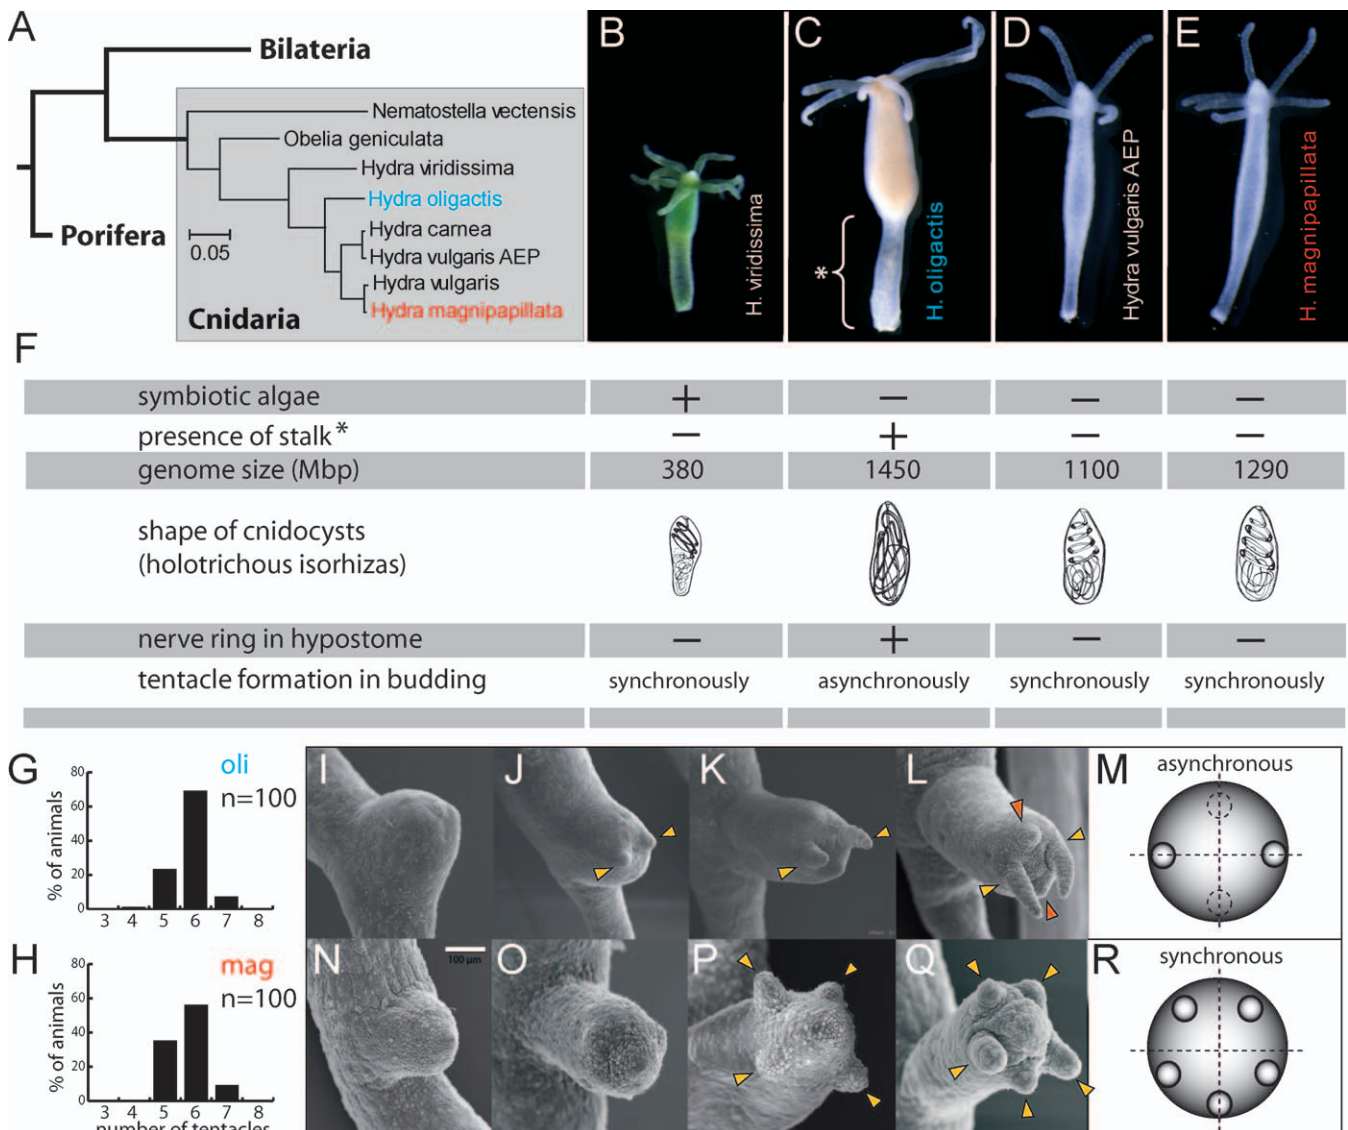 A
Bilateria
Nematostella vectensis
Obelia geniculata
Hydra viridissima
Hydra oligactis
Hydra carnea
Hydra vulgaris AEP
Hydra vulgaris
Hydra magnipapillata
Porifera
0.05
Cnidaria
B
H. viridissima
C
*
H. oligactis
D
Hydra vulgaris AEP
E
H. magnipapillata
F
symbiotic algae + – – –
presence of stalk* – + – –
genome size (Mbp) 380 1450 1100 1290
shape of cnidocysts
(holotrichous isorhizas)
nerve ring in hypostome – + – –
tentacle formation in budding synchronously asynchronously synchronously synchronously
G
oli
n=100
% of animals
80
60
40
20
0
3 4 5 6 7 8
I
J
K
L
M
asynchronous
H
mag
n=100
% of animals
80
60
40
20
0
3 4 5 6 7 8
number of tentacles
N
100 µm
O
P
Q
R
synchronous